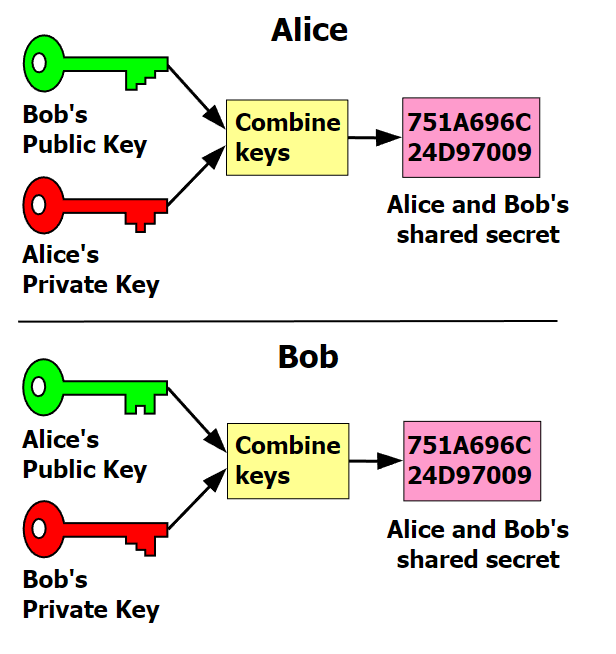 Alice
Bob's
Public Key
Combine
keys
751A696C
24D97009
Alice and Bob's
shared secret
Alice's
Private Key
Bob
Alice's
Public Key
Combine
keys
751A696C
24D97009
Alice and Bob's
shared secret
Bob's
Private Key